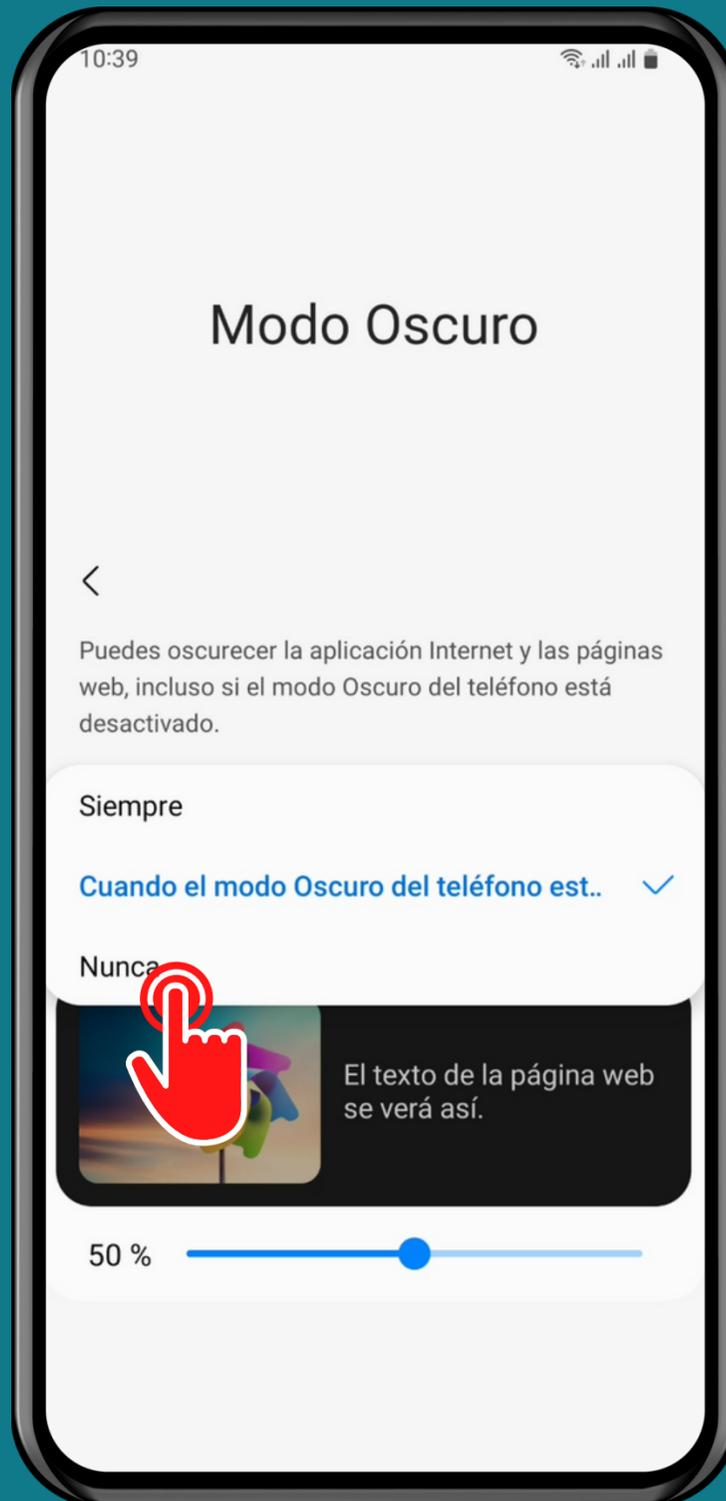 10:39
Modo Oscuro
Puedes oscurecer la aplicación Internet y las páginas
web, incluso si el modo Oscuro del teléfono está
desactivado.
Siempre
Cuando el modo Oscuro del teléfono est..
Nunca
El texto de la página web
se verá así.
50 %